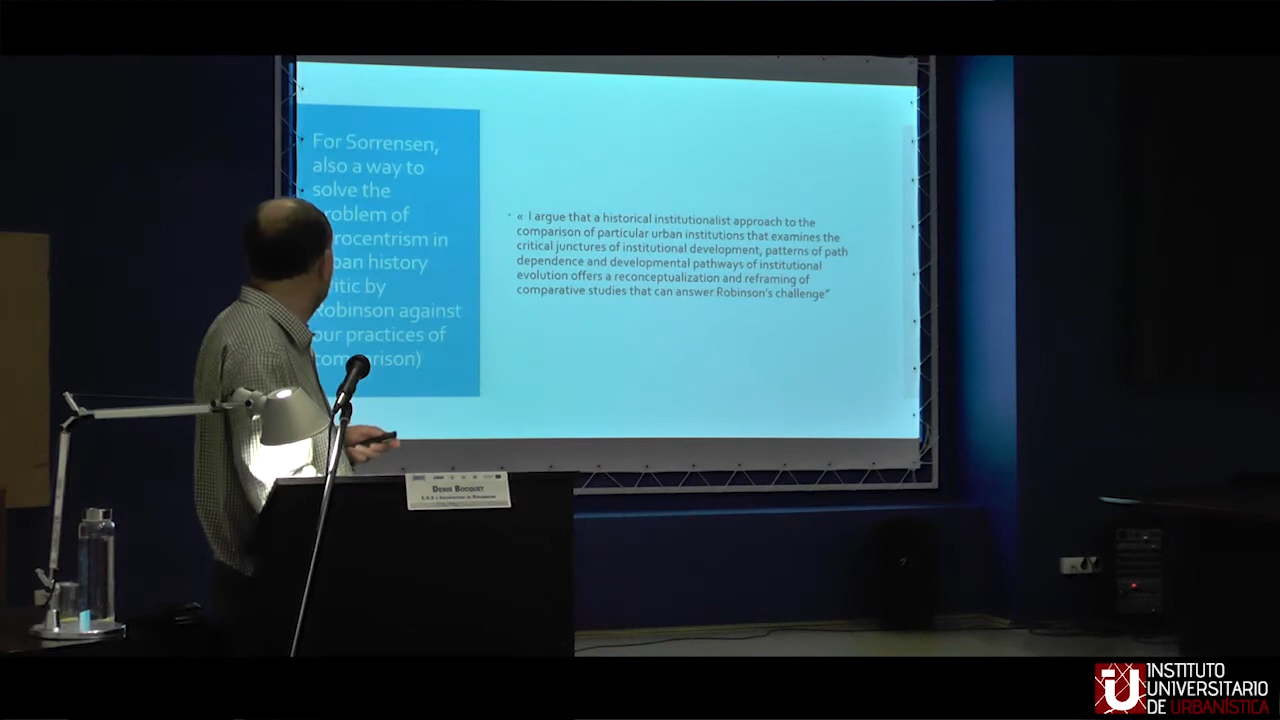 For Sorrensen,
also a way to
solve the
roblem of
rocentrism in
ban history
itic by
Robinson against
our practices of
comparison)
« I argue that a historical institutionalist approach to the
comparison of particular urban institutions that examines the
critical junctures of institutional development, patterns of path
dependence and developmental pathways of institutional
evolution offers a reconceptualization and reframing of
comparative studies that can answer Robinson's challenge”
DENIS BOCQUET
INSTITUTO
UNIVERSITARIO
DE URBANÍSTICA